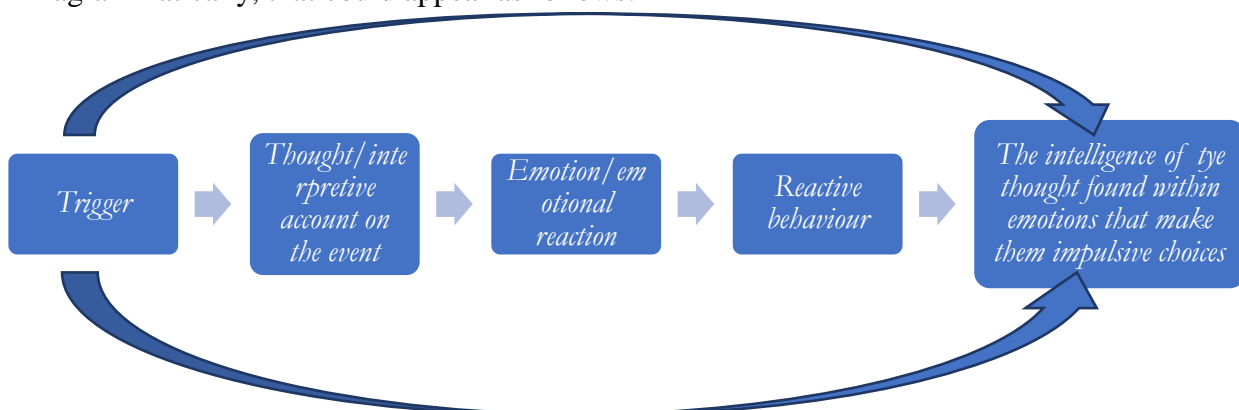 Trigger
Thought/inte
rpretive
account on
the event
Emotion/em
otional
reaction
Reactive
behaviour
The intelligence of tye
thought found within
emotions that make
them impulsive choices